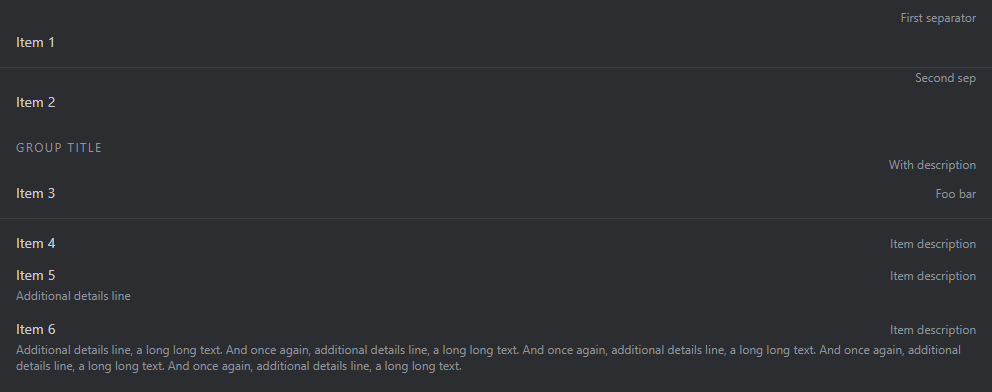 First separator
Item 1
Second sep
Item 2
GROUP TITLE
With description
Item 3 Foo bar
Item 4 Item description
Item 5 Item description
Additional details line
Item 6 Item description
Additional details line, a long long text. And once again, additional details line, a long long text. And once again, additional details line, a long long text. And once again, additional
details line, a long long text. And once again, additional details line, a long long text.